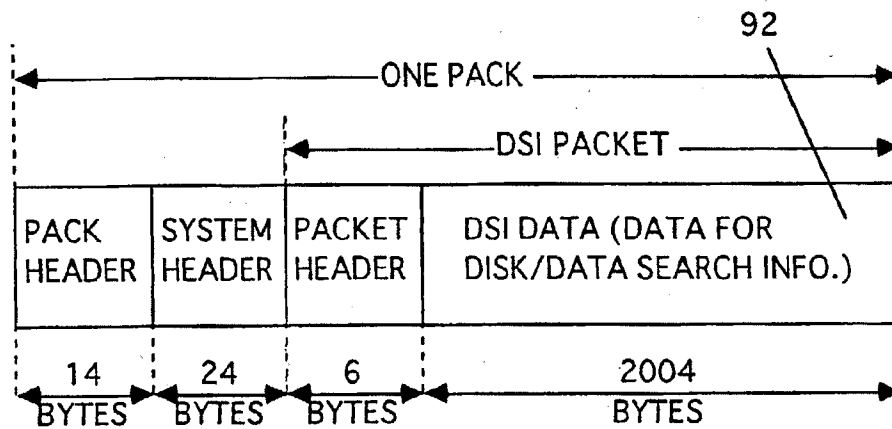 92
ONE PACK
DSI PACKET
PACK
HEADER
SYSTEM
HEADER
PACKET
HEADER
DSI DATA (DATA FOR
DISK/DATA SEARCH INFO.)
14
BYTES
24
BYTES
6
BYTES
2004
BYTES